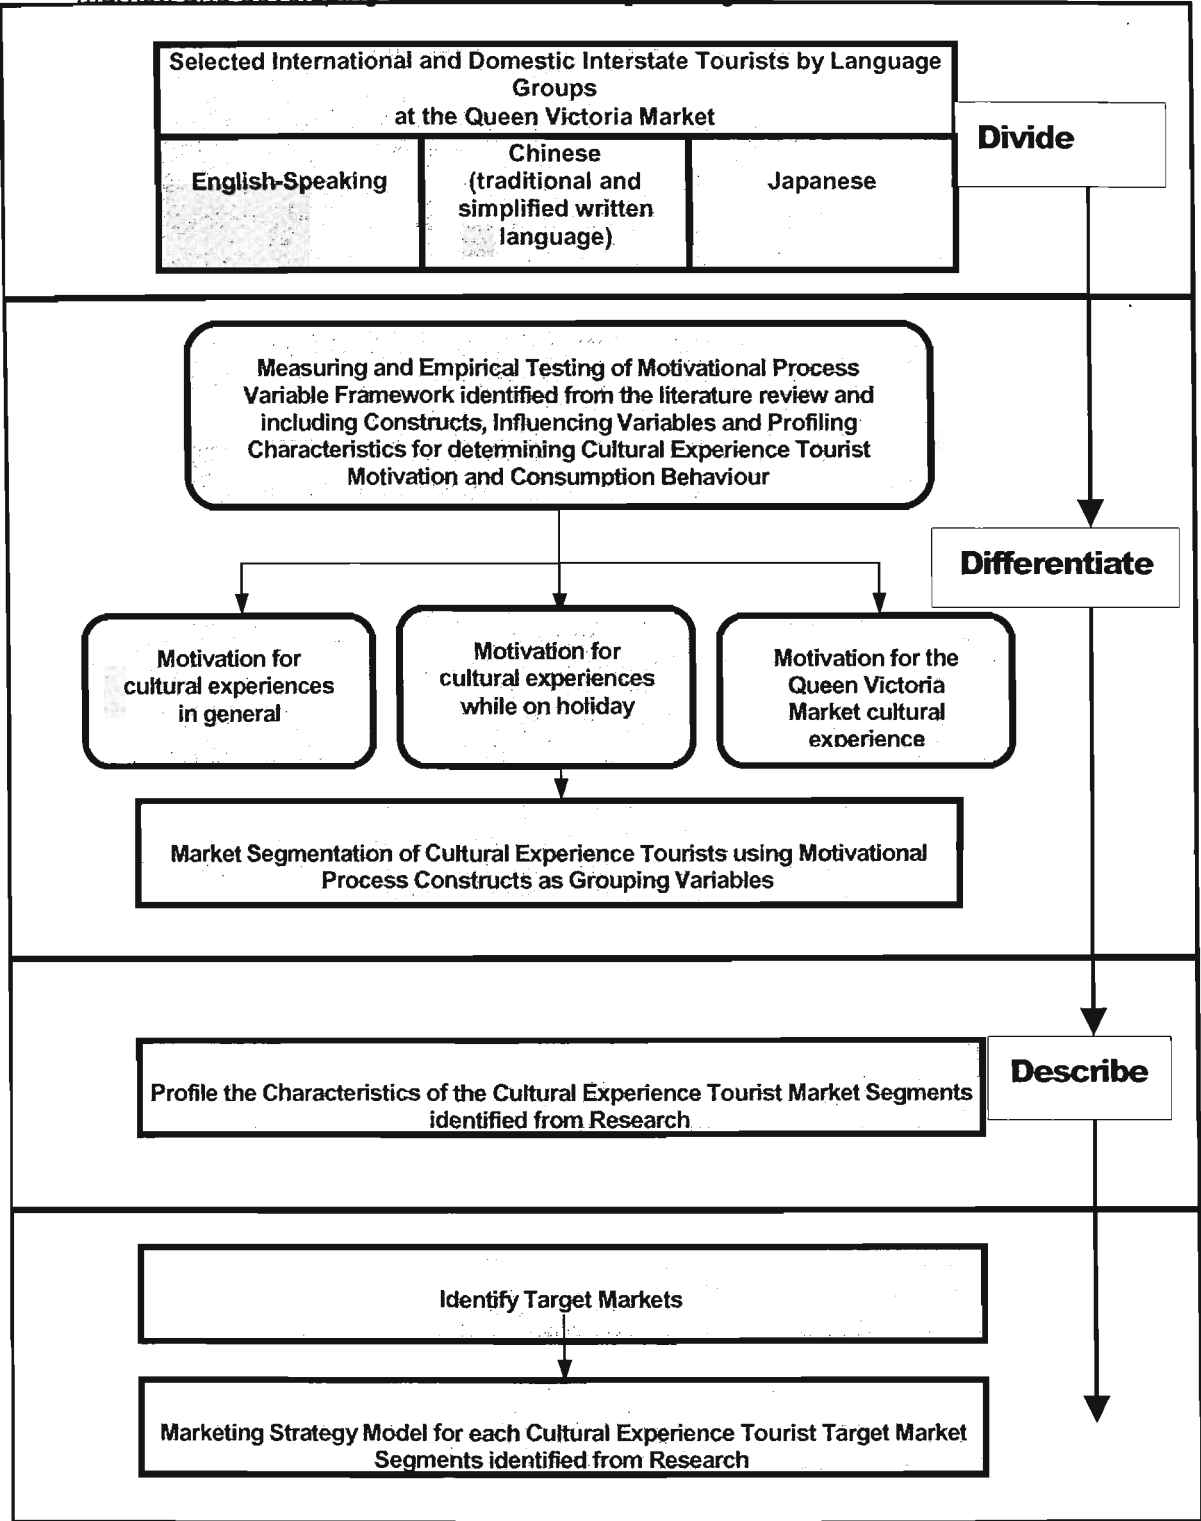 Selected International and Domestic Interstate Tourists by Language
Groups
at the Queen Victoria Market
Divide
English-Speaking
Chinese
(traditional and
simplified written
language)
Japanese
Measuring and Empirical Testing of Motivational Process
Variable Framework identified from the literature review and
including Constructs, Influencing Variables and Profiling
Characteristics for determining Cultural Experience Tourist
Motivation and Consumption Behaviour
Differentiate
Motivation for
cultural experiences
in general
Motivation for
cultural experiences
while on holiday
Motivation for the
Queen Victoria
Market cultural
experience
Market Segmentation of Cultural Experience Tourists using Motivational
Process Constructs as Grouping Variables
Describe
Profile the Characteristics of the Cultural Experience Tourist Market Segments
identified from Research
Identify Target Markets
Marketing Strategy Model for each Cultural Experience Tourist Target Market
Segments identified from Research